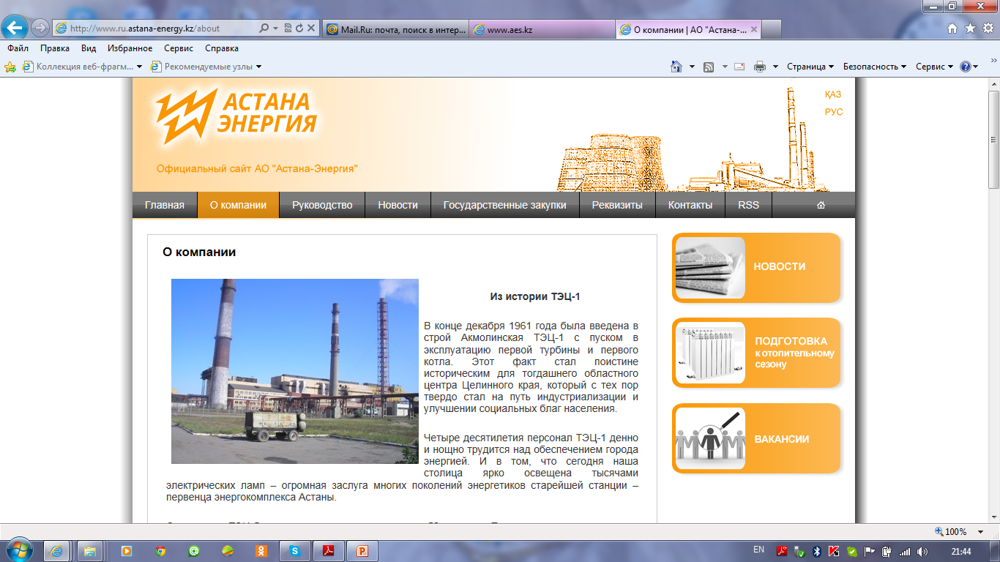 http://www.ru.astana-energy.kz/about
Mail.Ru: почта, поиск в интер...
www.aes.kz
О компании | АО "Астана-...
Файл Правка Вид Избранное Сервис Справка
Коллекция веб-фрагм... Рекомендуемые узлы
Страница Безопасность Сервис
АСТАНА
ЭНЕРГИЯ
ҚАЗ
РУС
Официальный сайт АО "Астана-Энергия"
Главная О компании Руководство Новости Государственные закупки Реквизиты Контакты RSS
О компании
Из истории ТЭЦ-1
В конце декабря 1961 года была введена в
строй Акмолинская ТЭЦ-1 с пуском в
эксплуатацию первой турбины и первого
котла. Этот факт стал поистине
историческим для тогдашнего областного
центра Целинного края, который с тех пор
твердо стал на путь индустриализации и
улучшении социальных благ населения.
Четыре десятилетия персонал ТЭЦ-1 денно
и нощно трудится над обеспечением города
энергией. И в том, что сегодня наша
столица ярко освещена тысячами
электрических ламп – огромная заслуга многих поколений энергетиков старейшей станции –
первенца энергокомплекса Астаны.
НОВОСТИ
ПОДГОТОВКА
к отопительному
сезону
ВАКАНСИИ
100%
EN
21:44